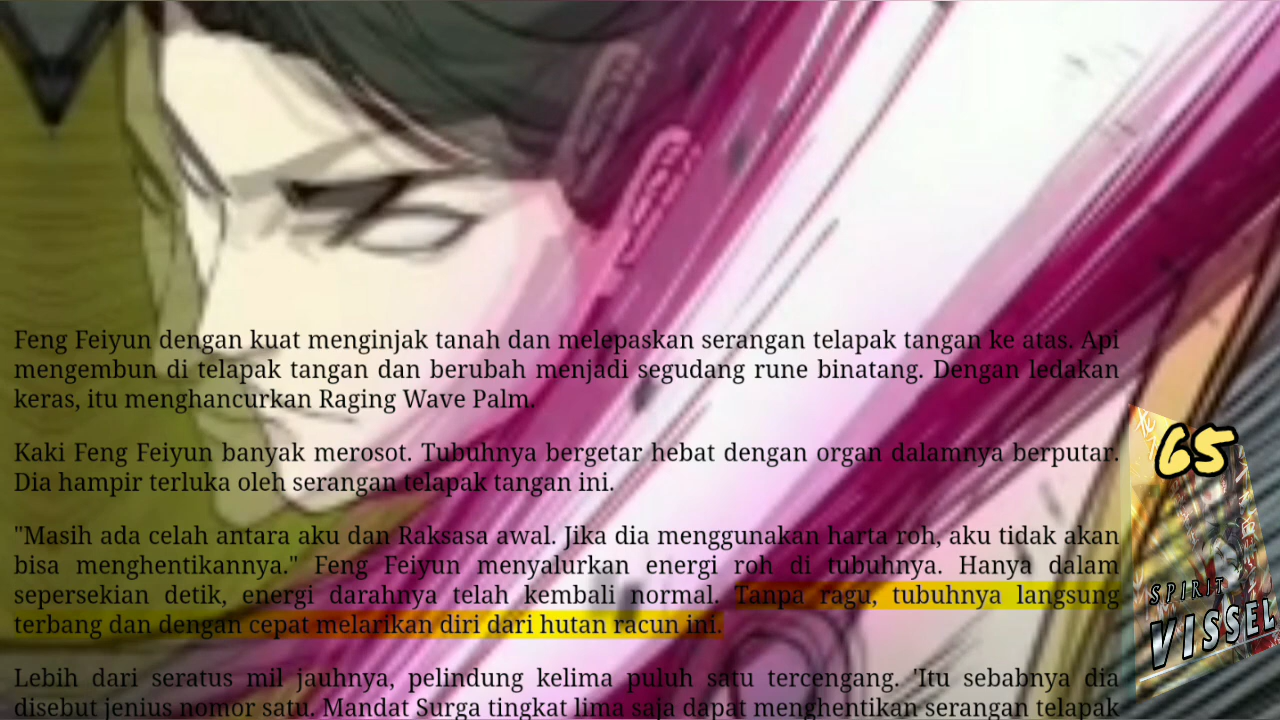 Feng Feiyun dengan kuat menginjak tanah dan melepaskan serangan telapak tangan ke atas. Api
mengembun di telapak tangan dan berubah menjadi segudang rune binatang. Dengan ledakan
keras, itu menghancurkan Raging Wave Palm.
Kaki Feng Feiyun banyak merosot. Tubuhnya bergetar hebat dengan organ dalamnya berputar.
Dia hampir terluka oleh serangan telapak tangan ini.
"Masih ada celah antara aku dan Raksasa awal. Jika dia menggunakan harta roh, aku tidak akan
bisa menghentikannya." Feng Feiyun menyalurkan energi roh di tubuhnya. Hanya dalam
sepersekian detik, energi darahnya telah kembali normal. Tanpa ragu, tubuhnya langsung
terbang dan dengan cepat melarikan diri dari hutan racun ini.
Lebih dari seratus mil jauhnya, pelindung kelima puluh satu tercengang. 'Itu sebabnya dia
disebut jenius nomor satu. Mandat Surga tingkat lima saja dapat menghentikan serangan telapak
65
SPIRIT
VISSEL